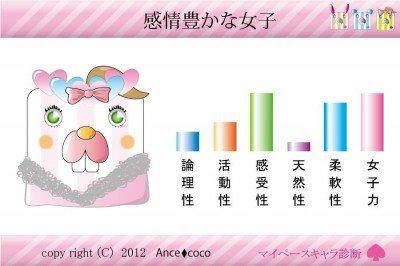 感情豊かな女子
論理性
活動性
感受性
天然性
柔軟性
女子力
copy right (C) 2012 Ance♦coco
マイペースキャラ診断